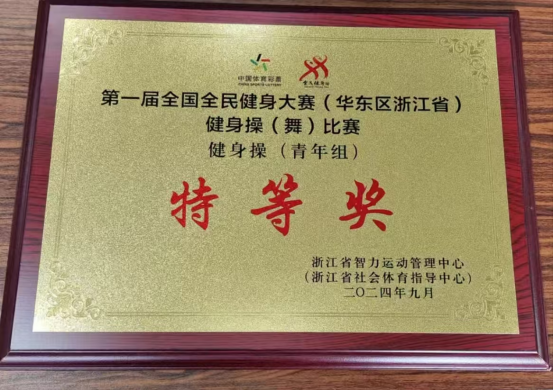 中国体育彩票
CHINA SPORTS LOTTERY
第一届全国全民健身大赛（华东区浙江省）
健身操（舞）比赛
健身操（青年组）
特等奖
浙江省智力运动管理中心
（浙江省社会体育指导中心）
二〇二四年九月